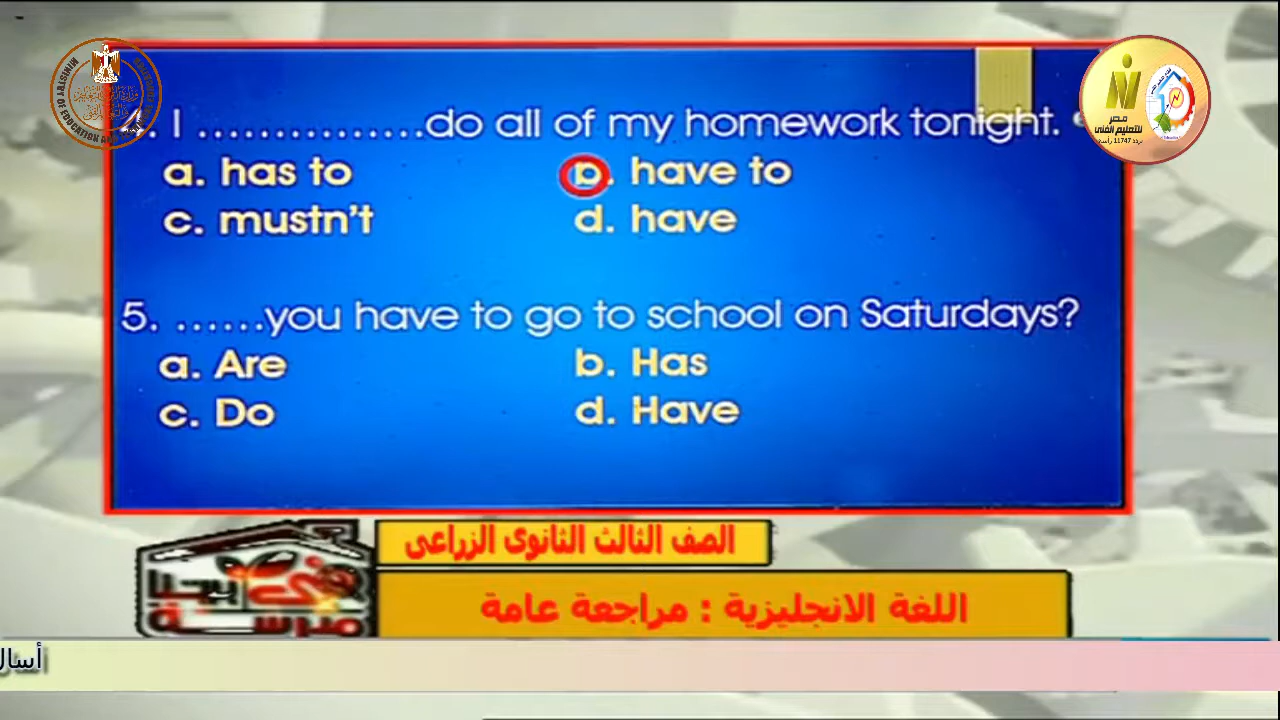 4. I ...............do all of my homework tonight.
a. has to b. have to
c. mustn't d. have
5. ......you have to go to school on Saturdays?
a. Are b. Has
c. Do d. Have
الصف الثالث الثانوى الزراعى
اللغة الانجليزية : مراجعة عامة
مصر
للتعليم الفنى